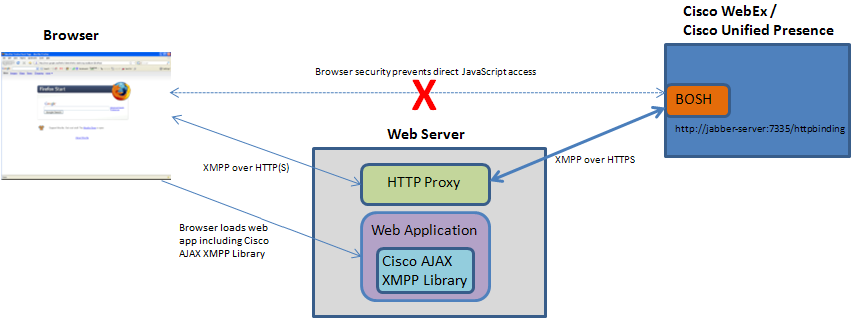 Browser
Cisco WebEx /
Cisco Unified Presence
Firefox Start
Browser security prevents direct JavaScript access
X
BOSH
http://jabber-server:7335/httpbinding
Web Server
XMPP over HTTP(S)
HTTP Proxy
XMPP over HTTPS
Browser loads web
app including Cisco
AJAX XMPP Library
Web Application
Cisco AJAX
XMPP Library